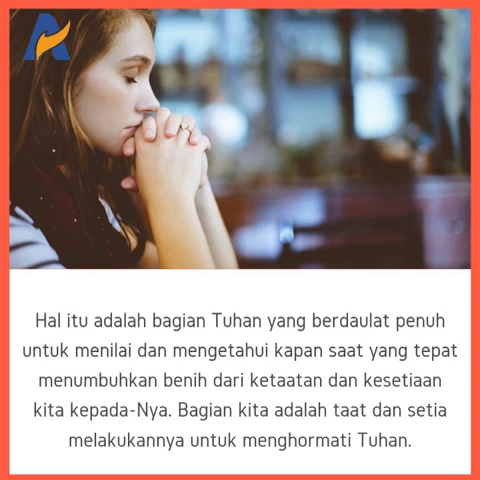 Hal itu adalah bagian Tuhan yang berdaulat penuh
untuk menilai dan mengetahui kapan saat yang tepat
menumbuhkan benih dari ketaatan dan kesetiaan
kita kepada-Nya. Bagian kita adalah taat dan setia
melakukannya untuk menghormati Tuhan.